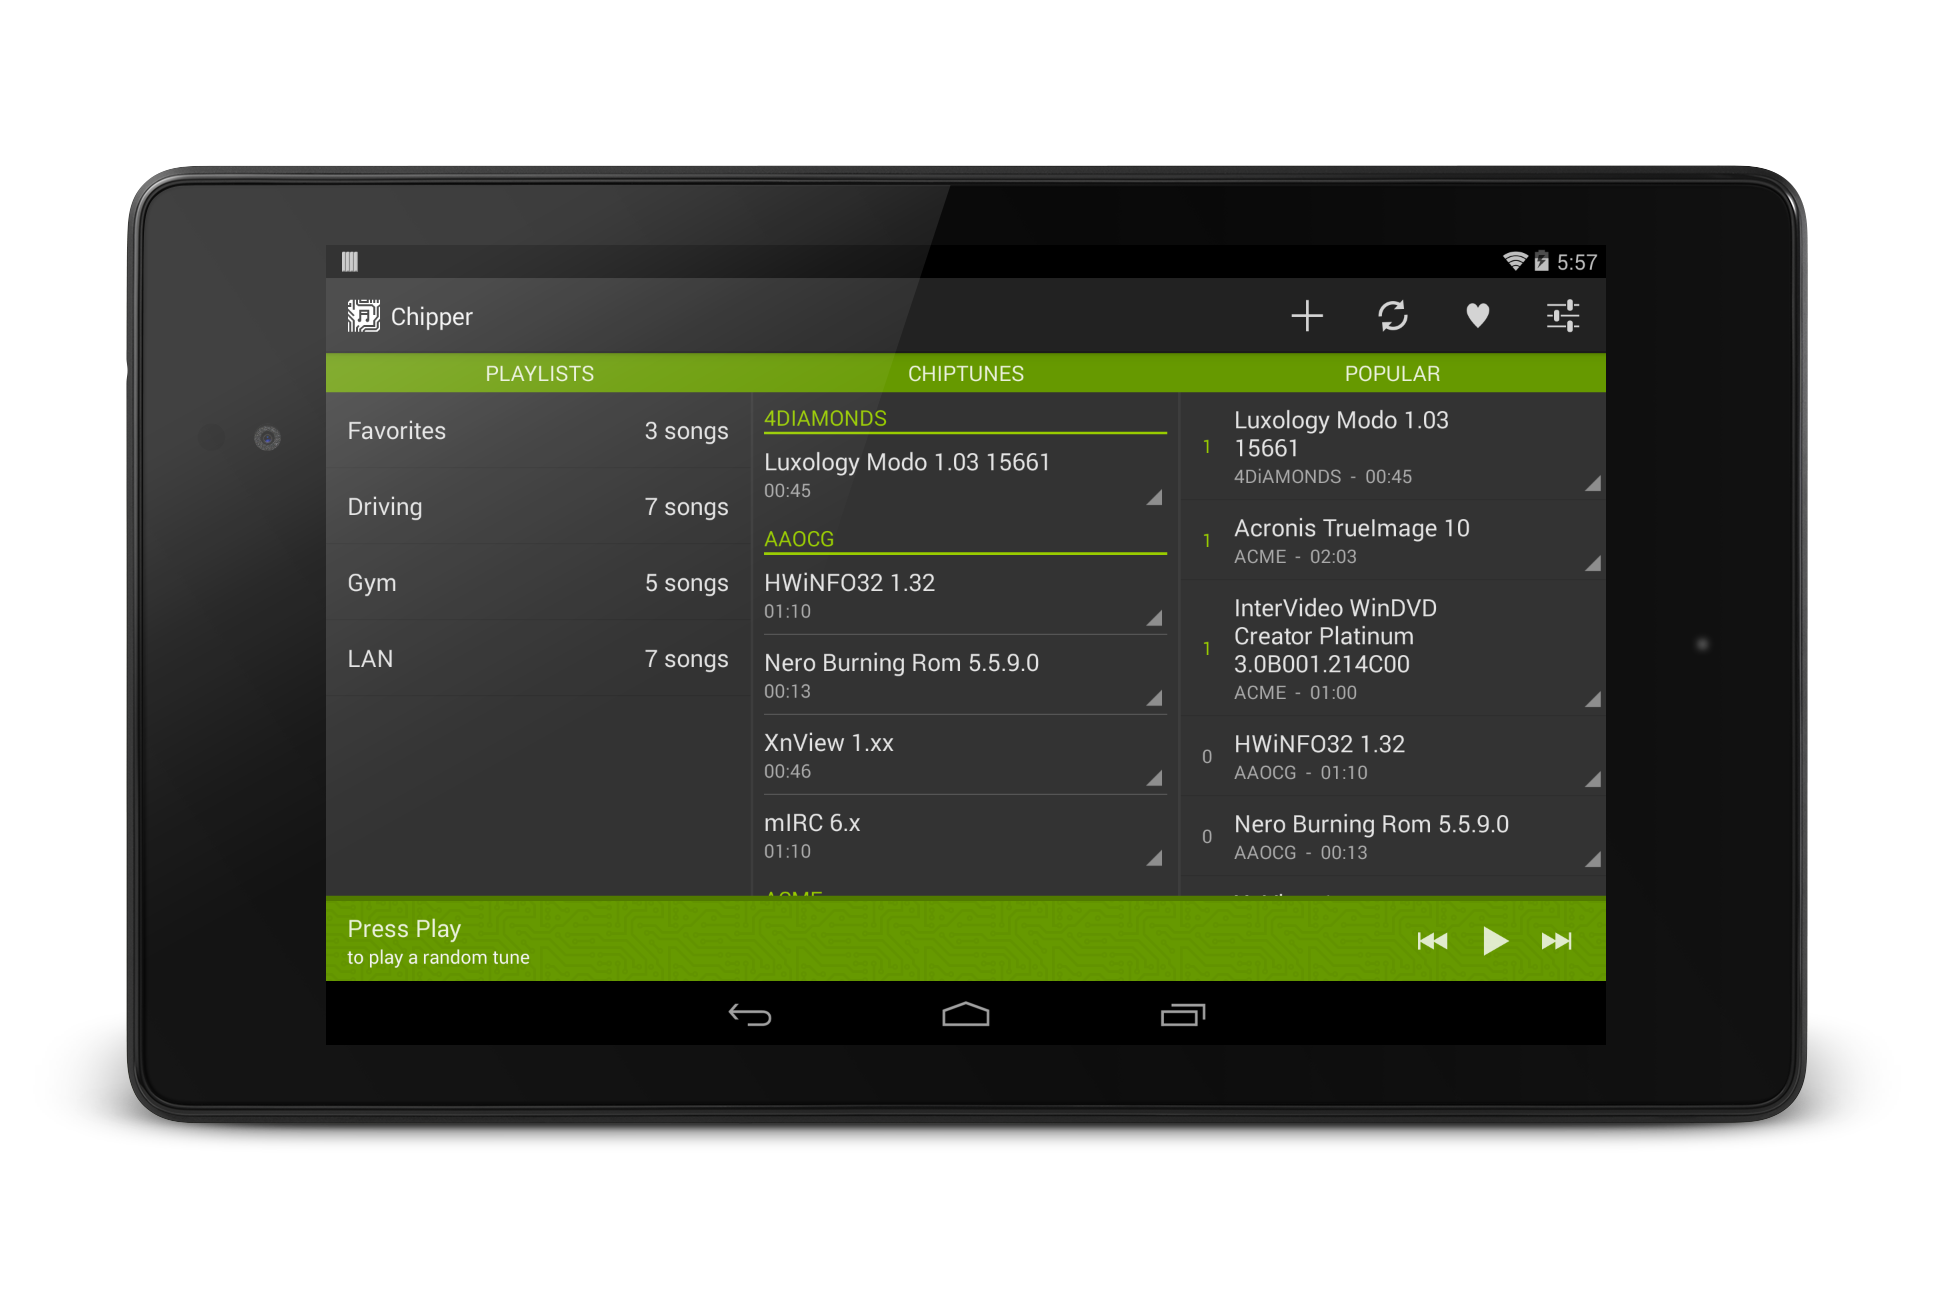 5:57
Chipper
PLAYLISTS
CHIPTUNES
POPULAR
Favorites
3 songs
Driving
7 songs
Gym
5 songs
LAN
7 songs
4DIAMONDS
Luxology Modo 1.03 15661
00:45
AAOCG
HWiNFO32 1.32
01:10
Nero Burning Rom 5.5.9.0
00:13
XnView 1.xx
00:46
mIRC 6.x
01:10
1
Luxology Modo 1.03
15661
4DiAMONDS - 00:45
1
Acronis TrueImage 10
ACME - 02:03
1
InterVideo WinDVD
Creator Platinum
3.0B001.214C00
ACME - 01:00
0
HWiNFO32 1.32
AAOCG - 01:10
0
Nero Burning Rom 5.5.9.0
AAOCG - 00:13
Press Play
to play a random tune